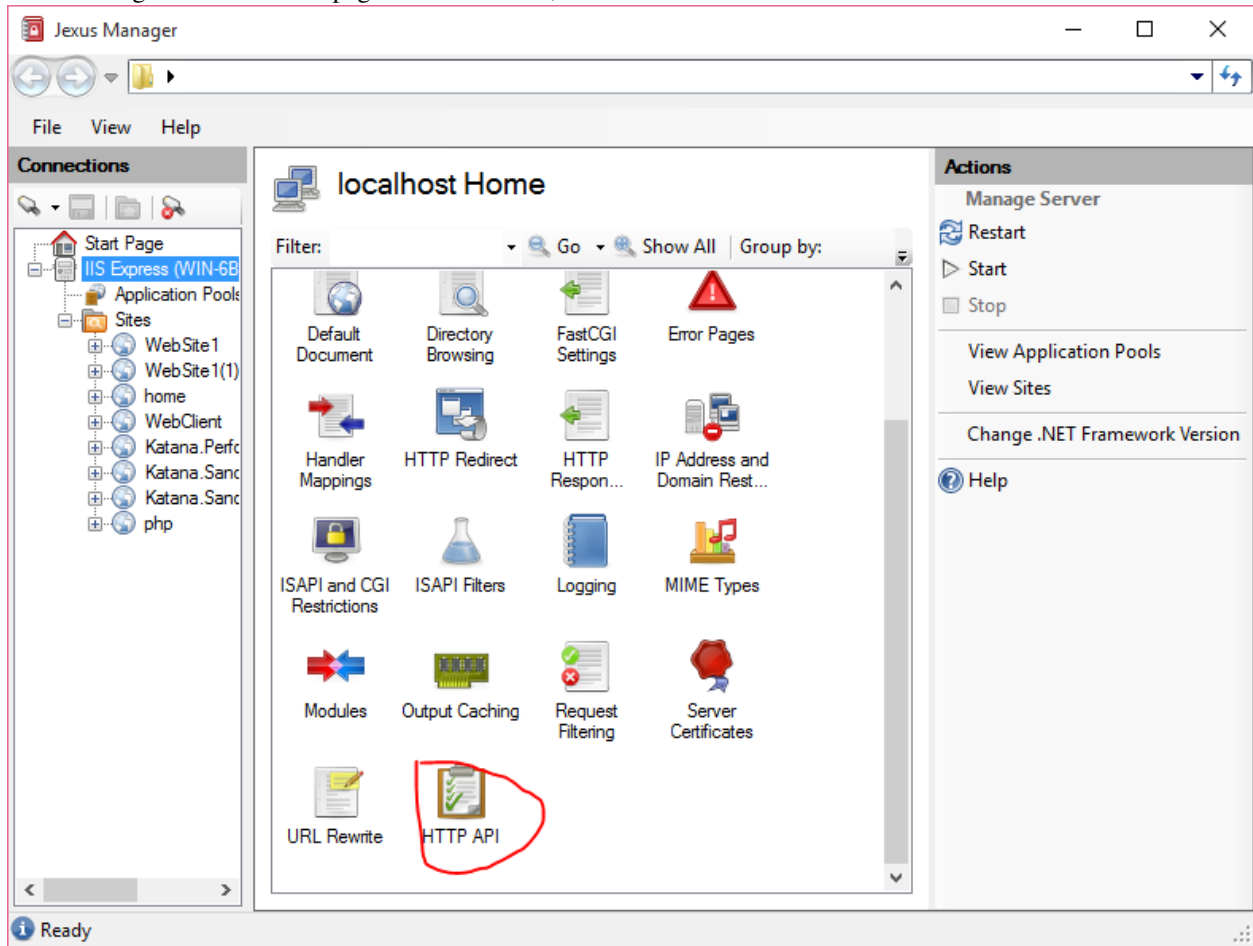 Jexus Manager
File View Help
Connections
Start Page
IIS Express (WIN-6B
Application Pools
Sites
WebSite1
WebSite1(1)
home
WebClient
Katana.Perfc
Katana.Sanc
Katana.Sanc
php
localhost Home
Filter: Go Show All Group by:
Default Document
Directory Browsing
FastCGI Settings
Error Pages
Handler Mappings
HTTP Redirect
HTTP Respon...
IP Address and Domain Rest...
ISAPI and CGI Restrictions
ISAPI Filters
Logging
MIME Types
Modules
Output Caching
Request Filtering
Server Certificates
URL Rewrite
HTTP API
Actions
Manage Server
Restart
Start
Stop
View Application Pools
View Sites
Change .NET Framework Version
Help
Ready